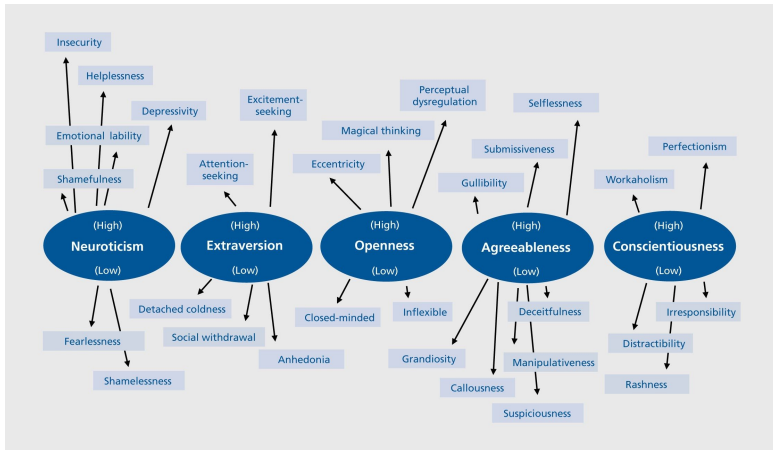 Insecurity
Helplessness
Depressivity
Emotional lability
Shamefulness
Excitement-
seeking
Attention-
seeking
Perceptual
dysregulation
Magical thinking
Eccentricity
Selflessness
Submissiveness
Gullibility
Perfectionism
Workaholism
(High)
Neuroticism
(Low)
(High)
Extraversion
(Low)
(High)
Openness
(Low)
(High)
Agreeableness
(Low)
(High)
Conscientiousness
(Low)
Fearlessness
Shamelessness
Detached coldness
Social withdrawal
Anhedonia
Closed-minded
Inflexible
Deceitfulness
Grandiosity
Manipulativeness
Callousness
Suspiciousness
Irresponsibility
Distractibility
Rashness